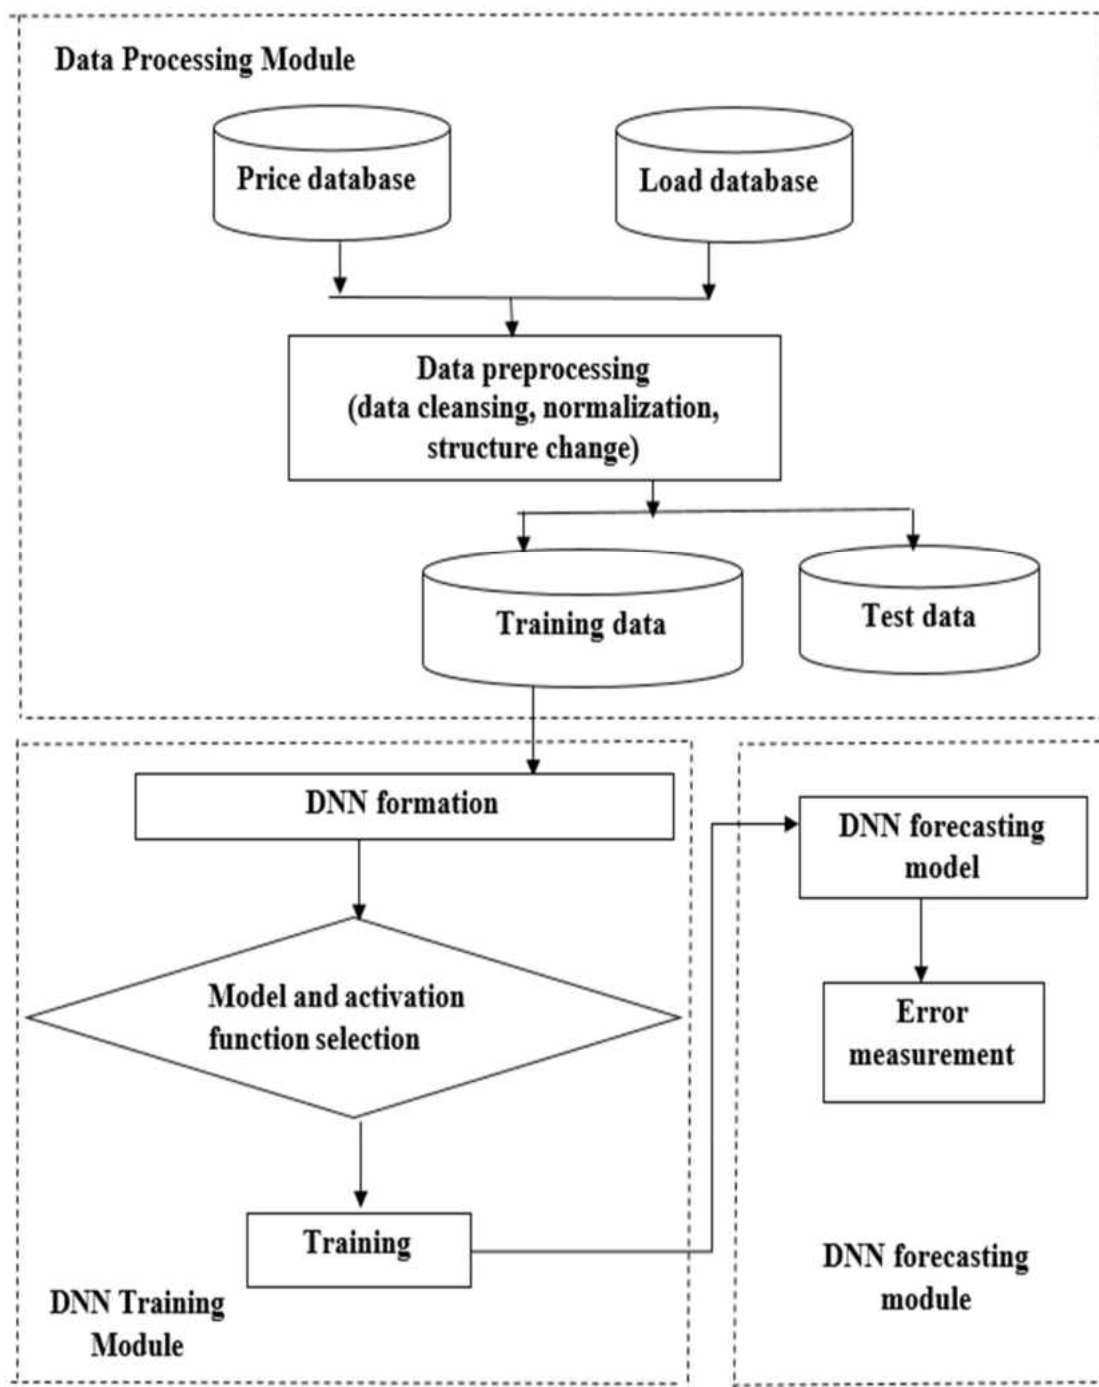 Data Processing Module
Price database
Load database
Data preprocessing
(data cleansing, normalization,
structure change)
Training data
Test data
DNN formation
Model and activation
function selection
Training
DNN Training
Module
DNN forecasting
model
Error
measurement
DNN forecasting
module